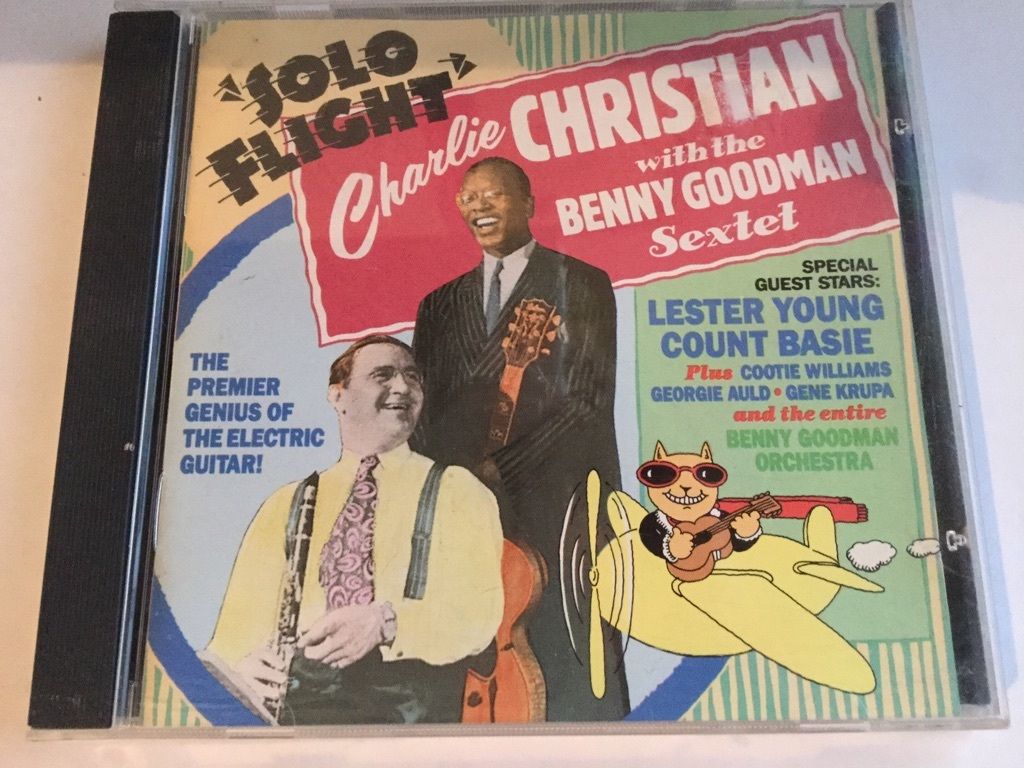 "SOLO
FLIGHT"
Charlie CHRISTIAN
with the
BENNY GOODMAN
Sextet
SPECIAL
GUEST STARS:
LESTER YOUNG
COUNT BASIE
Plus COOTIE WILLIAMS
GEORGIE AULD • GENE KRUPA
and the entire
BENNY GOODMAN
ORCHESTRA
THE
PREMIER
GENIUS OF
THE ELECTRIC
GUITAR!